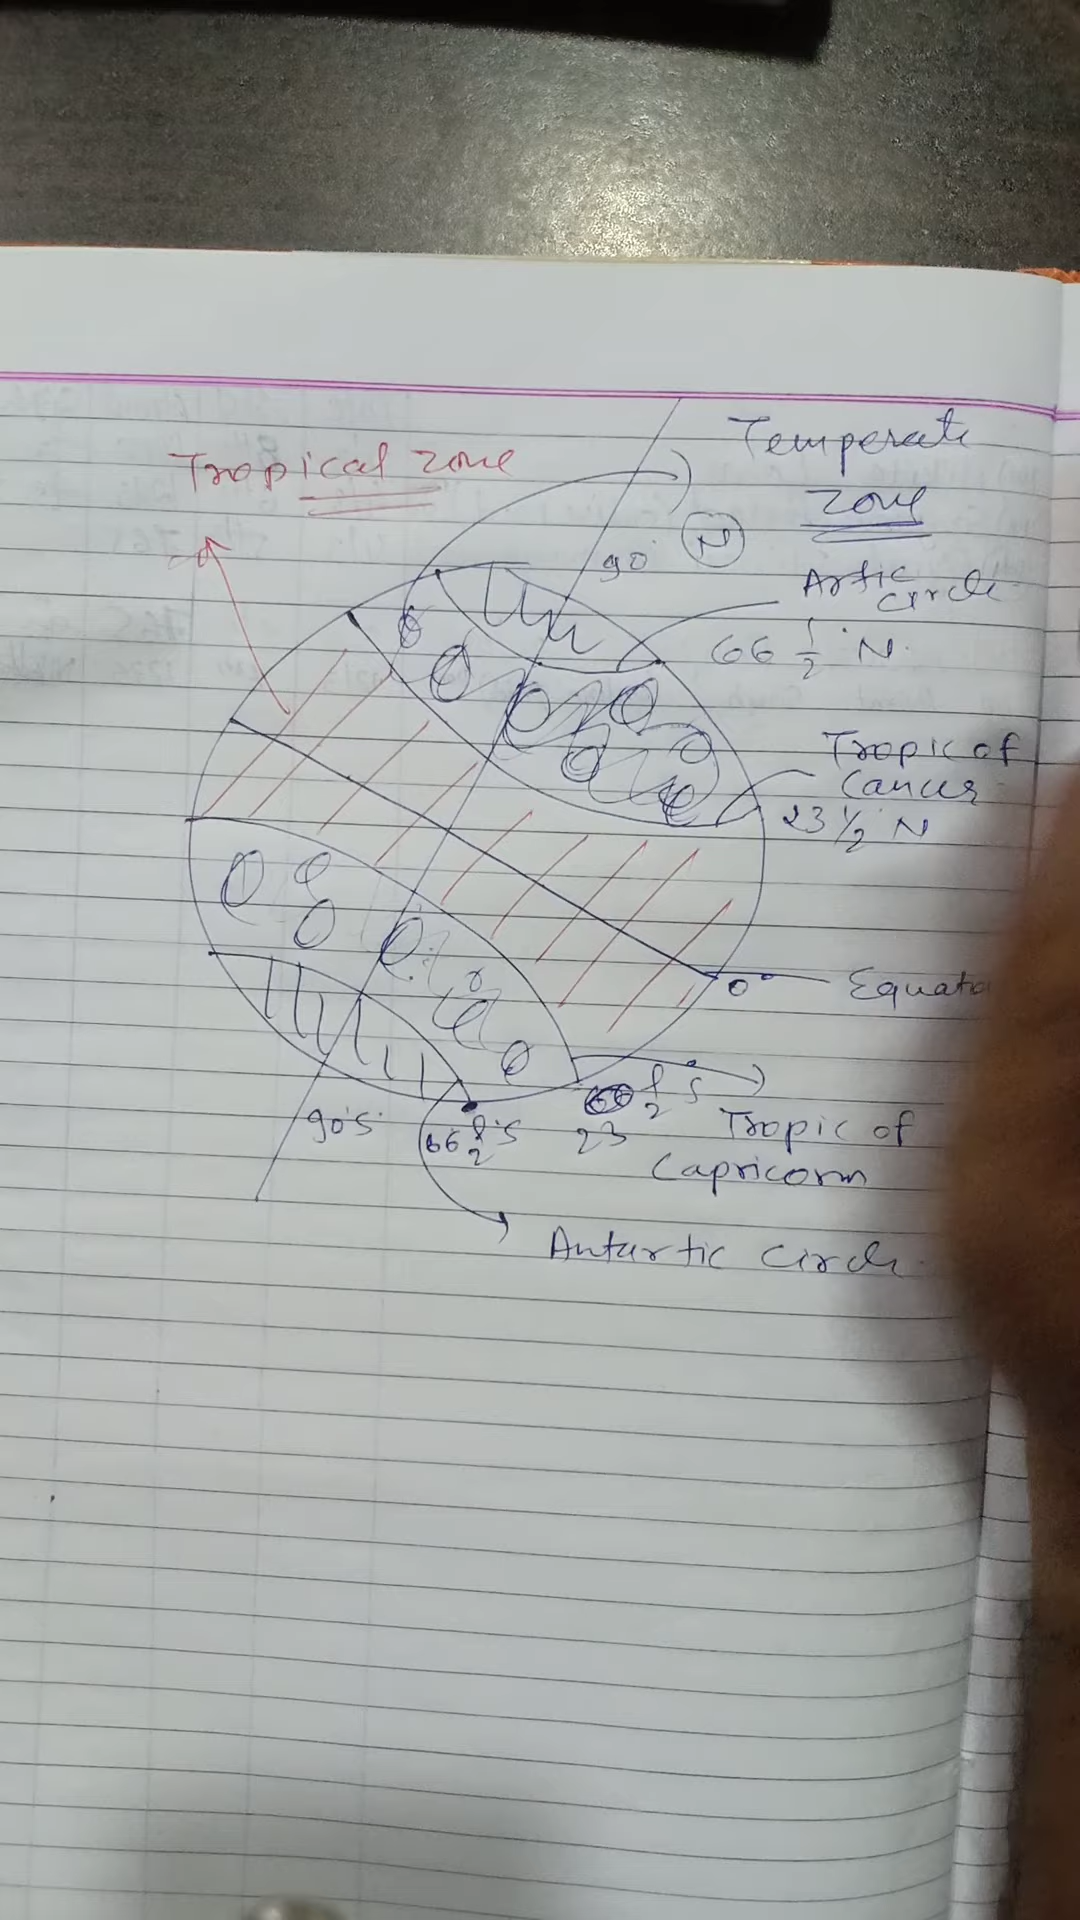 Temperate
Zone
Tropical zone
90°
N
Artic
circle
66 1/2 °N.
Tropic of
Cancer
23 1/2 N
0°
Equato
66 1/2 °S
23
90°S
Tropic of
Capricorn
Antartic circle